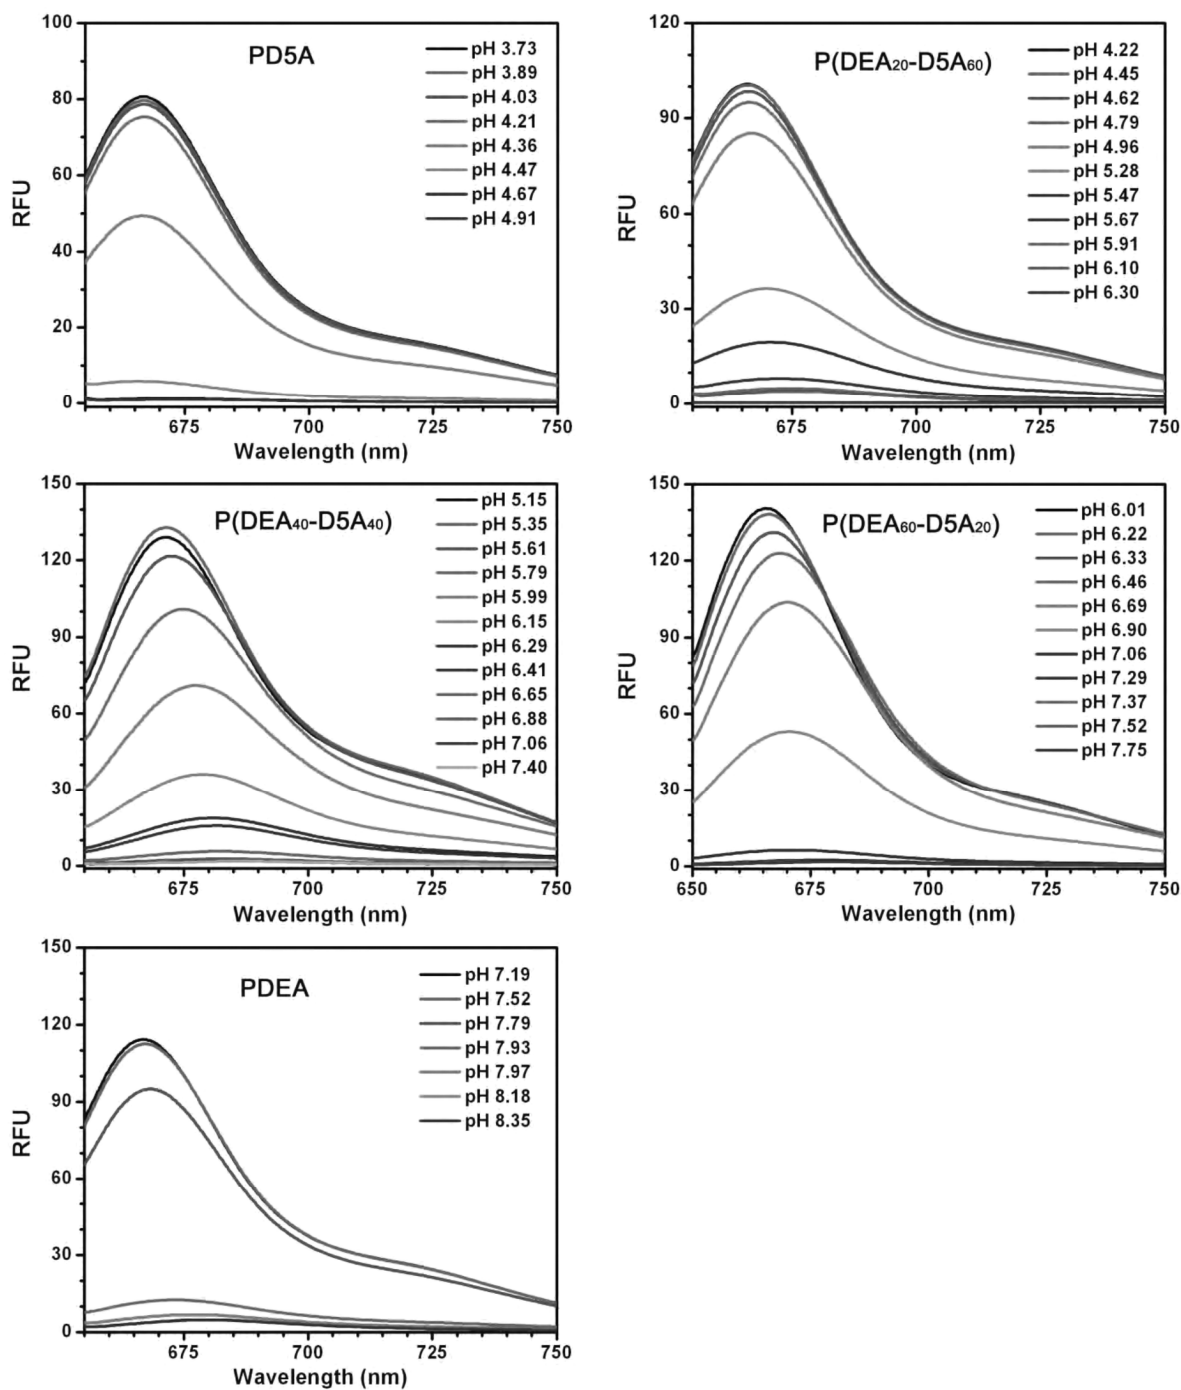 PD5A
pH 3.73
pH 3.89
pH 4.03
pH 4.21
pH 4.36
pH 4.47
pH 4.67
pH 4.91
100
80
60
40
20
0
RFU
675 700 725 750
Wavelength (nm)
P(DEA20-D5A60)
pH 4.22
pH 4.45
pH 4.62
pH 4.79
pH 4.96
pH 5.28
pH 5.47
pH 5.67
pH 5.91
pH 6.10
pH 6.30
120
90
60
30
0
RFU
675 700 725 750
Wavelength (nm)
P(DEA40-D5A40)
pH 5.15
pH 5.35
pH 5.61
pH 5.79
pH 5.99
pH 6.15
pH 6.29
pH 6.41
pH 6.65
pH 6.88
pH 7.06
pH 7.40
150
120
90
60
30
0
RFU
675 700 725 750
Wavelength (nm)
P(DEA60-D5A20)
pH 6.01
pH 6.22
pH 6.33
pH 6.46
pH 6.69
pH 6.90
pH 7.06
pH 7.29
pH 7.37
pH 7.52
pH 7.75
150
120
90
60
30
0
RFU
650 675 700 725 750
Wavelength (nm)
PDEA
pH 7.19
pH 7.52
pH 7.79
pH 7.93
pH 7.97
pH 8.18
pH 8.35
150
120
90
60
30
0
RFU
675 700 725 750
Wavelength (nm)